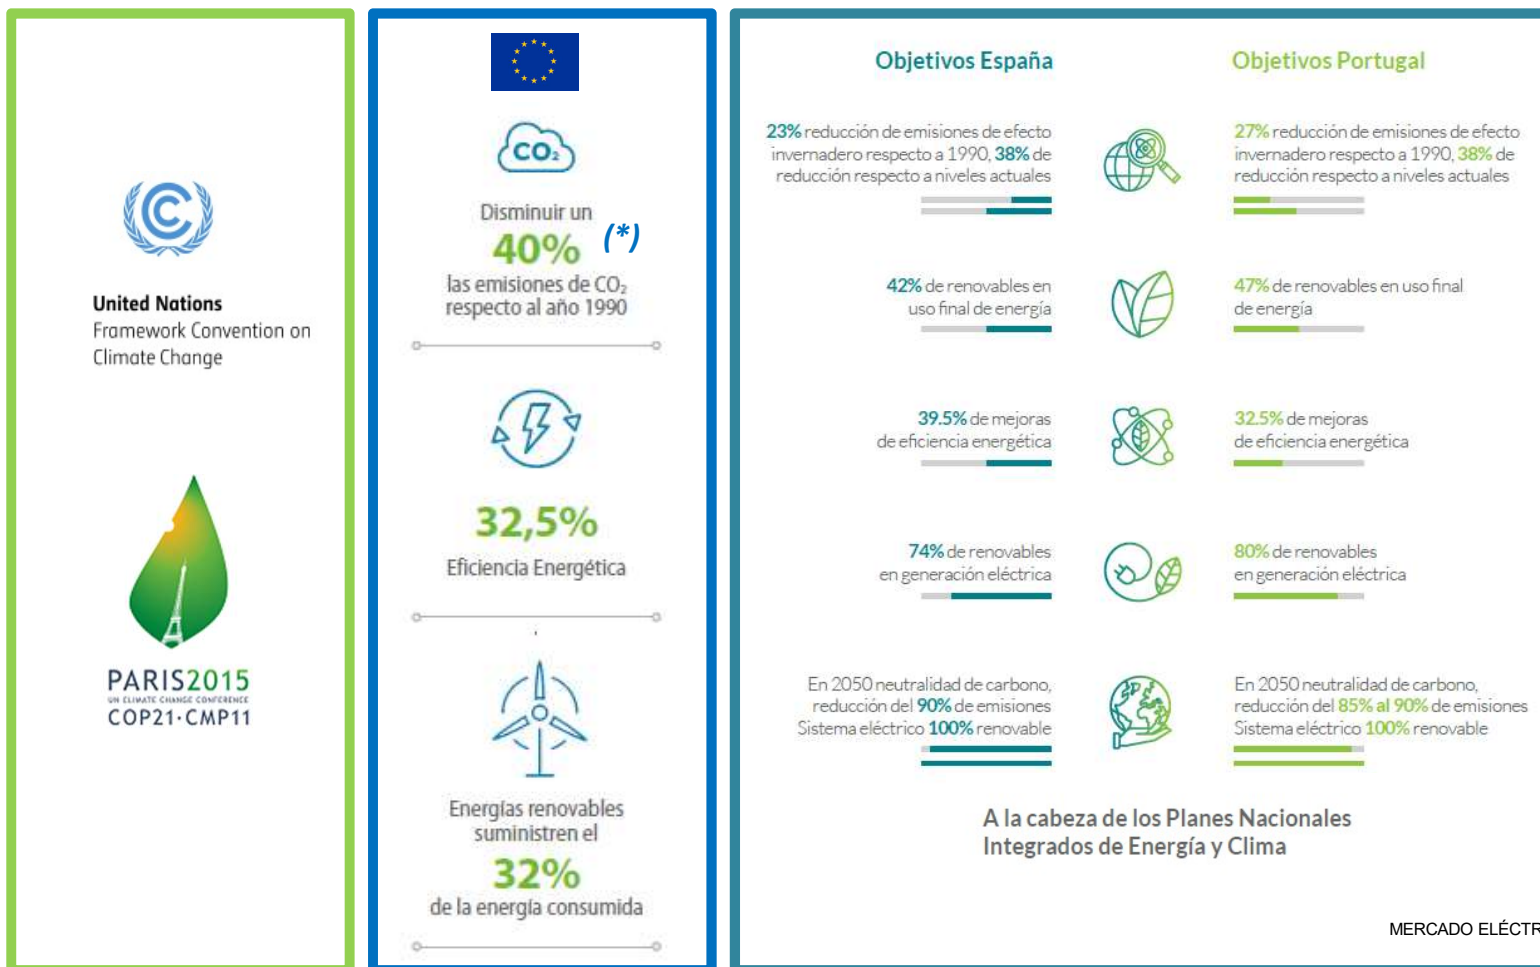 United Nations
Framework Convention on
Climate Change
PARIS2015
UN CLIMATE CHANGE CONFERENCE
COP21·CMP11
CO₂
Disminuir un
40% (*)
las emisiones de CO₂
respecto al año 1990
32,5%
Eficiencia Energética
Energías renovables
suministren el
32%
de la energía consumida
Objetivos España
23% reducción de emisiones de efecto
invernadero respecto a 1990, 38% de
reducción respecto a niveles actuales
42% de renovables en
uso final de energía
39.5% de mejoras
de eficiencia energética
74% de renovables
en generación eléctrica
En 2050 neutralidad de carbono,
reducción del 90% de emisiones
Sistema eléctrico 100% renovable
Objetivos Portugal
27% reducción de emisiones de efecto
invernadero respecto a 1990, 38% de
reducción respecto a niveles actuales
47% de renovables en uso final
de energía
32.5% de mejoras
de eficiencia energética
80% de renovables
en generación eléctrica
En 2050 neutralidad de carbono,
reducción del 85% al 90% de emisiones
Sistema eléctrico 100% renovable
A la cabeza de los Planes Nacionales
Integrados de Energía y Clima
MERCADO ELÉCTR